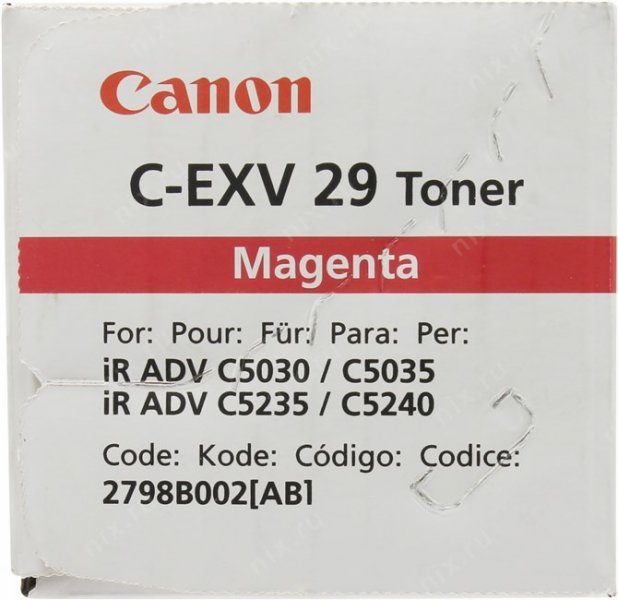 Canon
C-EXV 29 Toner
Magenta
For: Pour: Für: Para: Per:
iR ADV C5030 / C5035
iR ADV C5235 / C5240
Code: Kode: Código: Codice:
2798B002[AB]